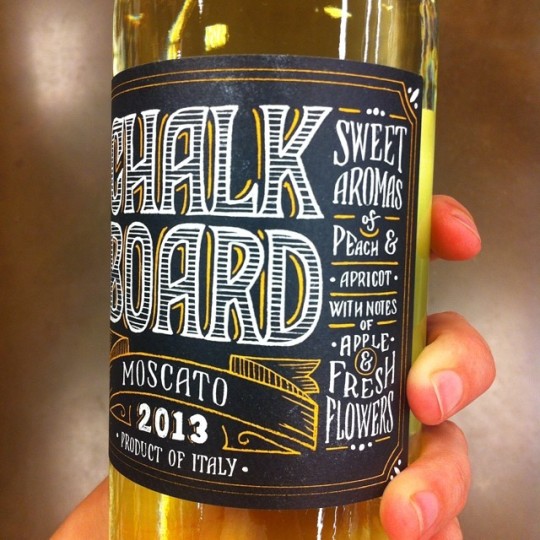 CHALK
BOARD
MOSCATO
2013
• PRODUCT OF ITALY •
SWEET
AROMAS
of
PEACH &
• APRICOT •
WITH NOTES
OF
• APPLE •
&
FRESH
FLOWERS